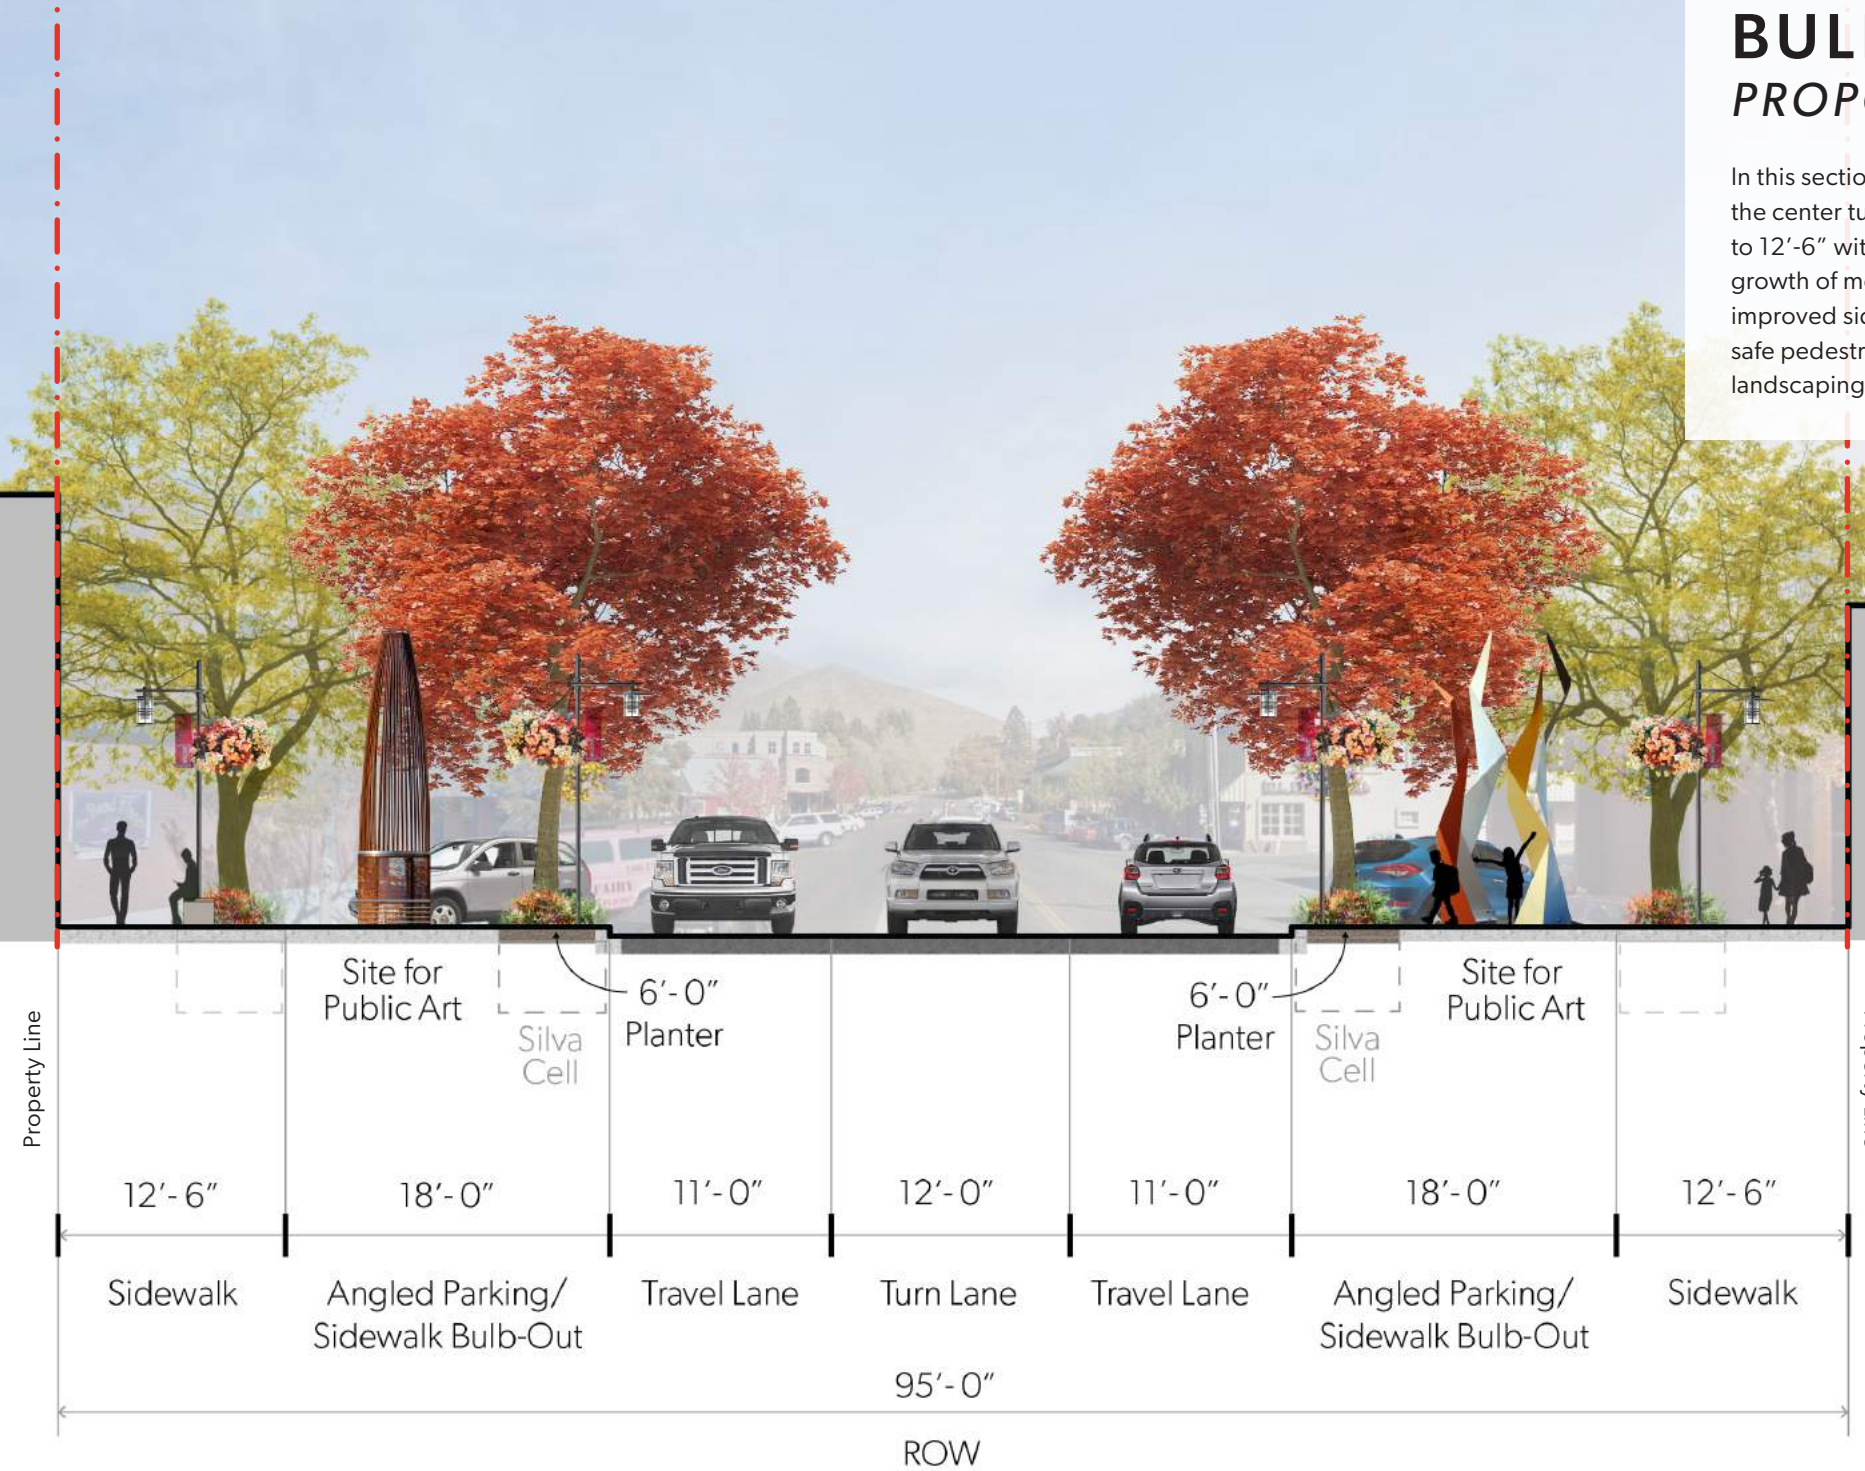 BUL
PROP
In this sectio
the center tu
to 12′-6″ wit
growth of m
improved sid
safe pedestr
landscaping
Site for
Public Art
6′-0″
Planter
Silva
Cell
6′-0″
Planter
Silva
Cell
Site for
Public Art
Property Line
12′-6″
18′-0″
11′-0″
12′-0″
11′-0″
18′-0″
12′-6″
Sidewalk
Angled Parking/
Sidewalk Bulb-Out
Travel Lane
Turn Lane
Travel Lane
Angled Parking/
Sidewalk Bulb-Out
Sidewalk
95′-0″
ROW